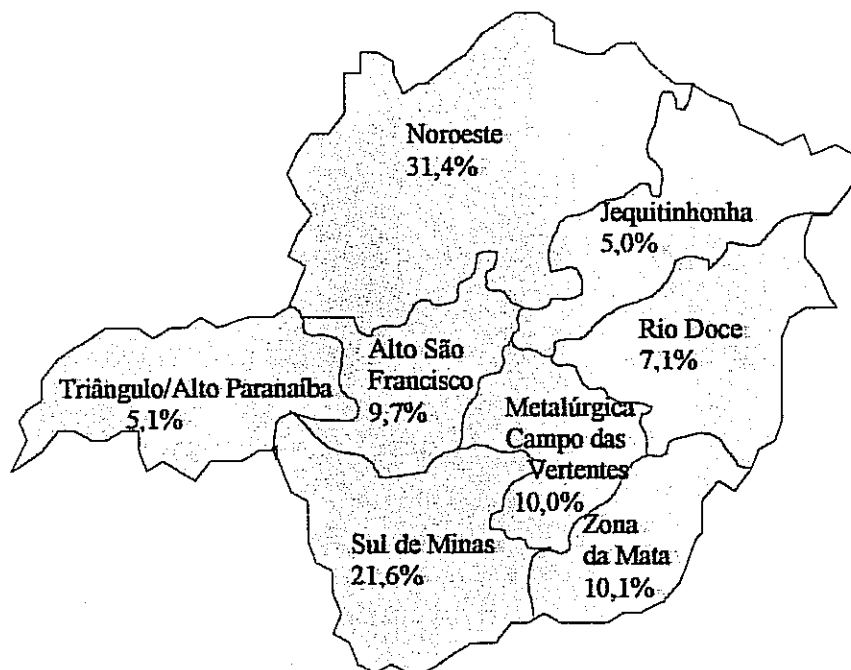 Noroeste
31,4%
Jequitinhonha
5,0%
Rio Doce
7,1%
Alto São
Francisco
9,7%
Triângulo/Alto Paranaíba
5,1%
Metalúrgica
Campo das
Vertentes
10,0%
Zona
da Mata
10,1%
Sul de Minas
21,6%